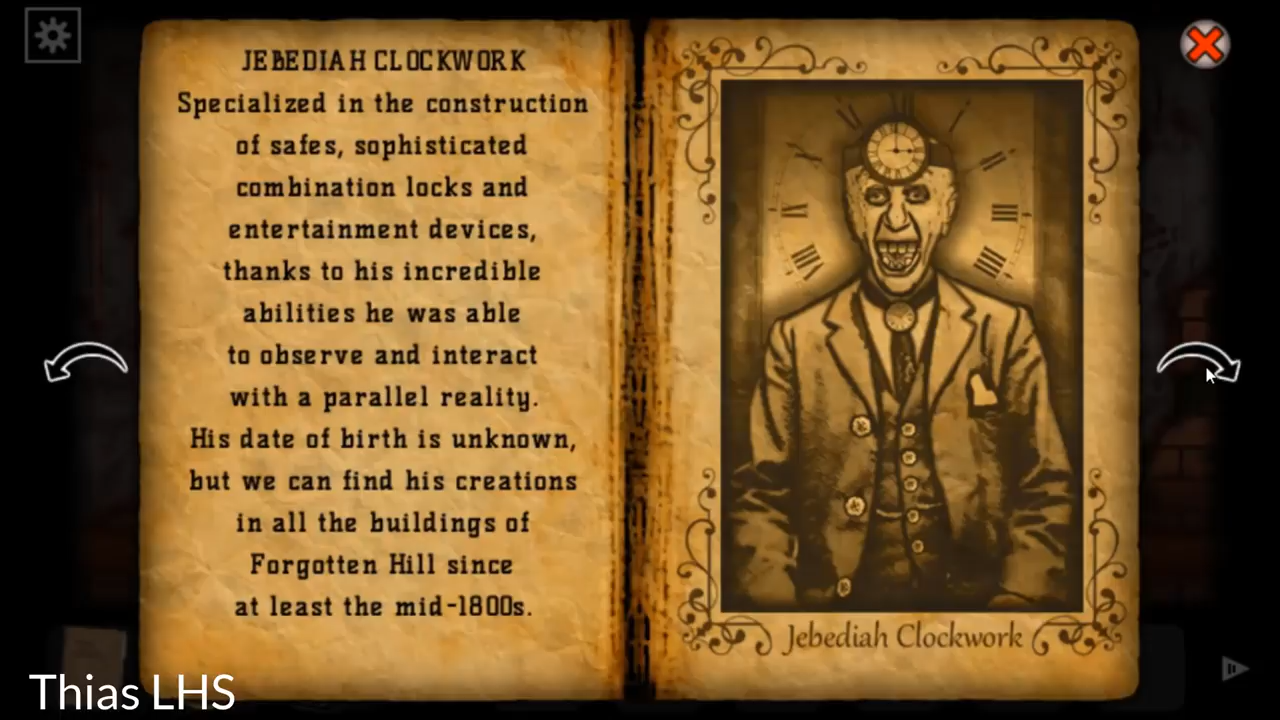 JEBEDIAH CLOCKWORK
Specialized in the construction
of safes, sophisticated
combination locks and
entertainment devices,
thanks to his incredible
abilities he was able
to observe and interact
with a parallel reality.
His date of birth is unknown,
but we can find his creations
in all the buildings of
Forgotten Hill since
at least the mid-1800s.
Jebediah Clockwork
Thias LHS